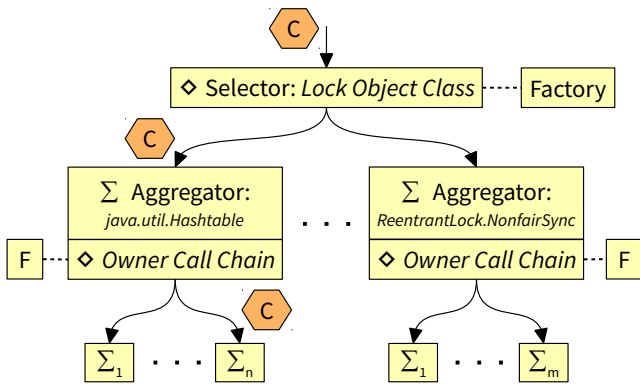 C
◇ Selector: Lock Object Class
Factory
C
Σ Aggregator:
java.util.Hashtable
Σ Aggregator:
ReentrantLock.NonfairSync
. . .
F
◇ Owner Call Chain
◇ Owner Call Chain
F
C
Σ1
. . .
Σn
Σ1
. . .
Σm